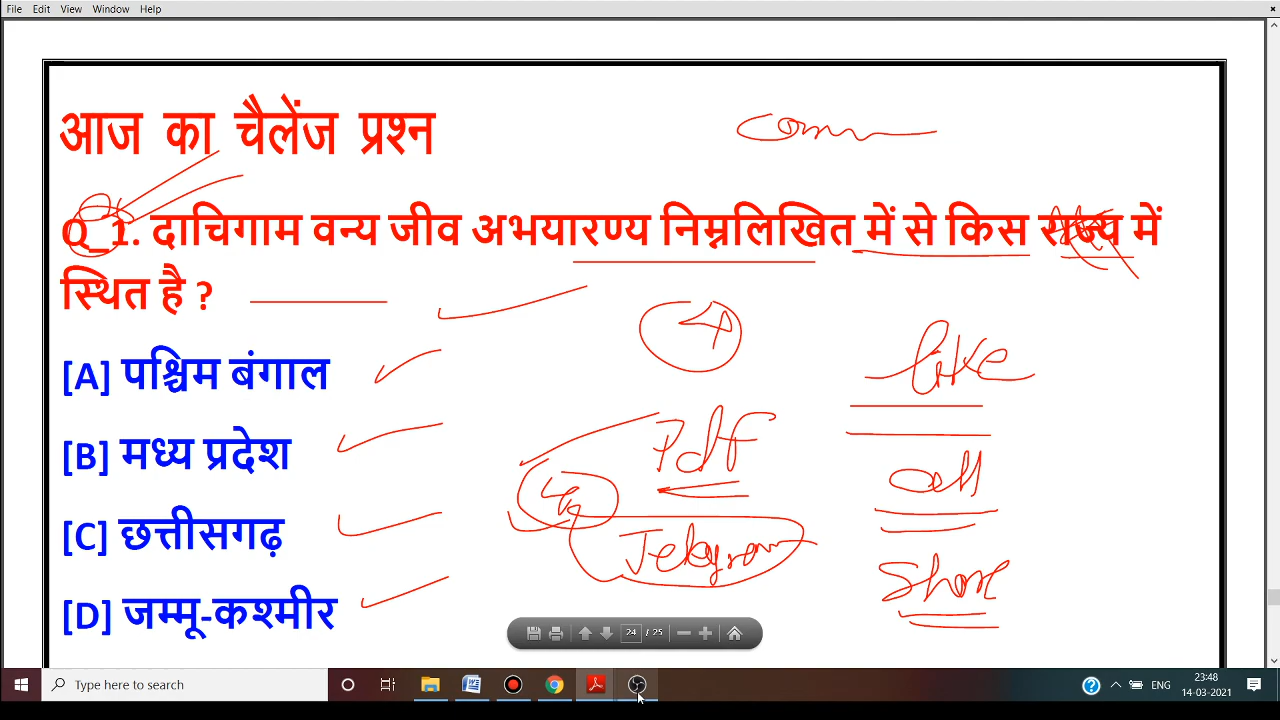 File Edit View Window Help
आज का चैलेंज प्रश्न
Q_1. दाचिगाम वन्य जीव अभयारण्य निम्नलिखित में से किस राज्य में
स्थित है ?
[A] पश्चिम बंगाल
[B] मध्य प्रदेश
[C] छत्तीसगढ़
[D] जम्मू-कश्मीर
like
Pdf
Telegram
24 / 25
Type here to search
ENG
23:48
14-03-2021